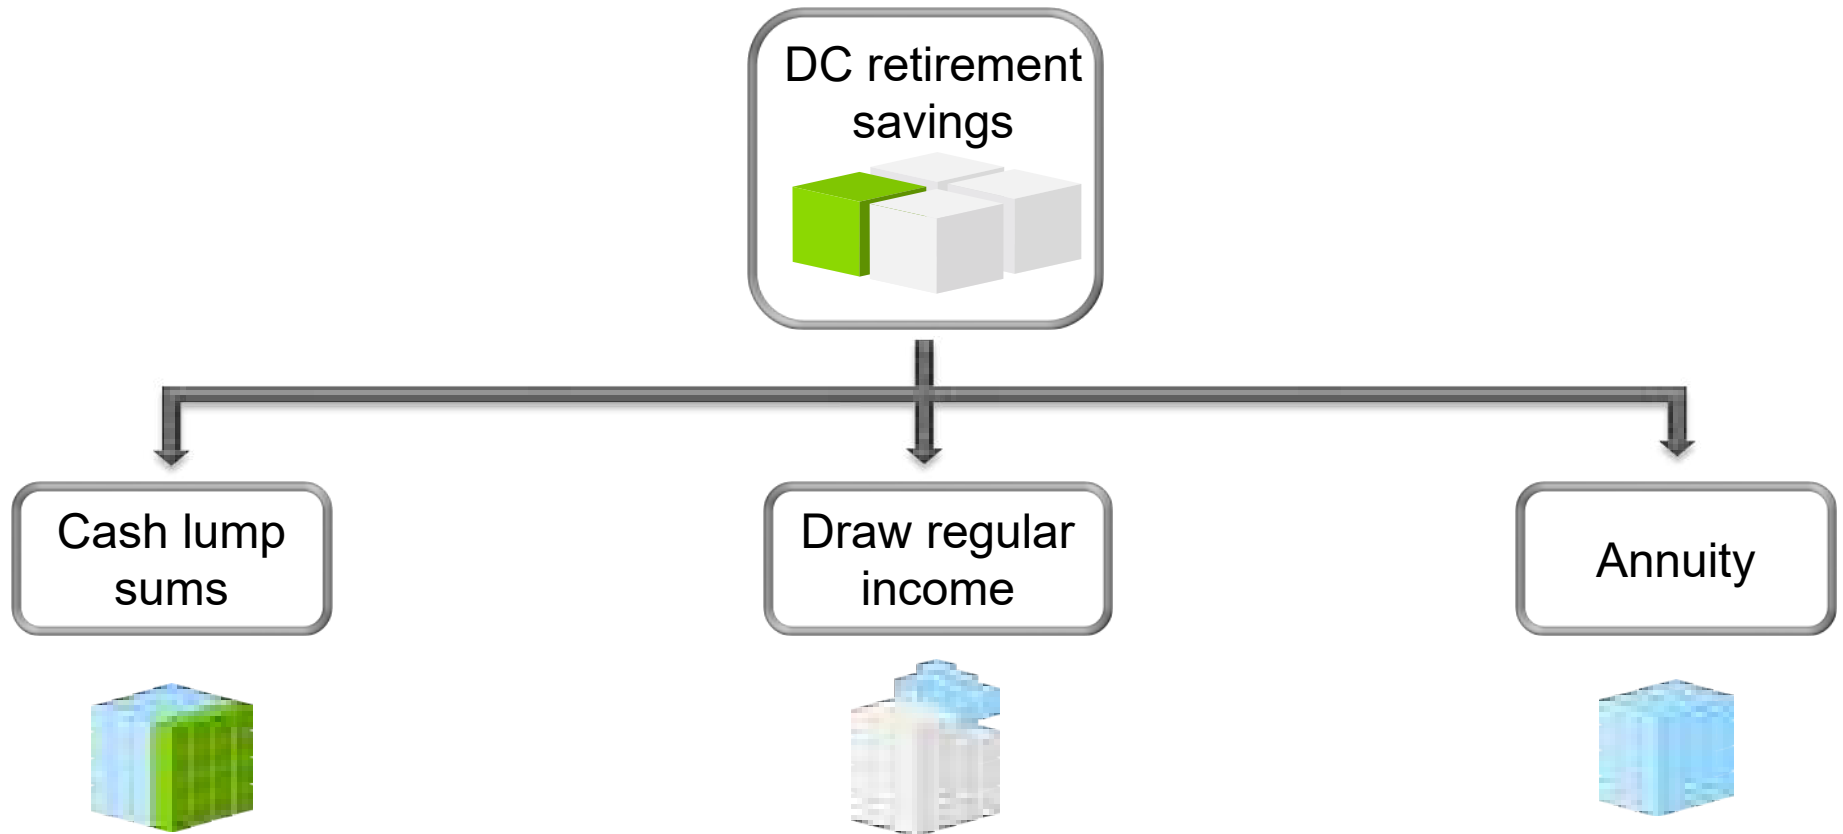 DC retirement
savings
Cash lump
sums
Draw regular
income
Annuity